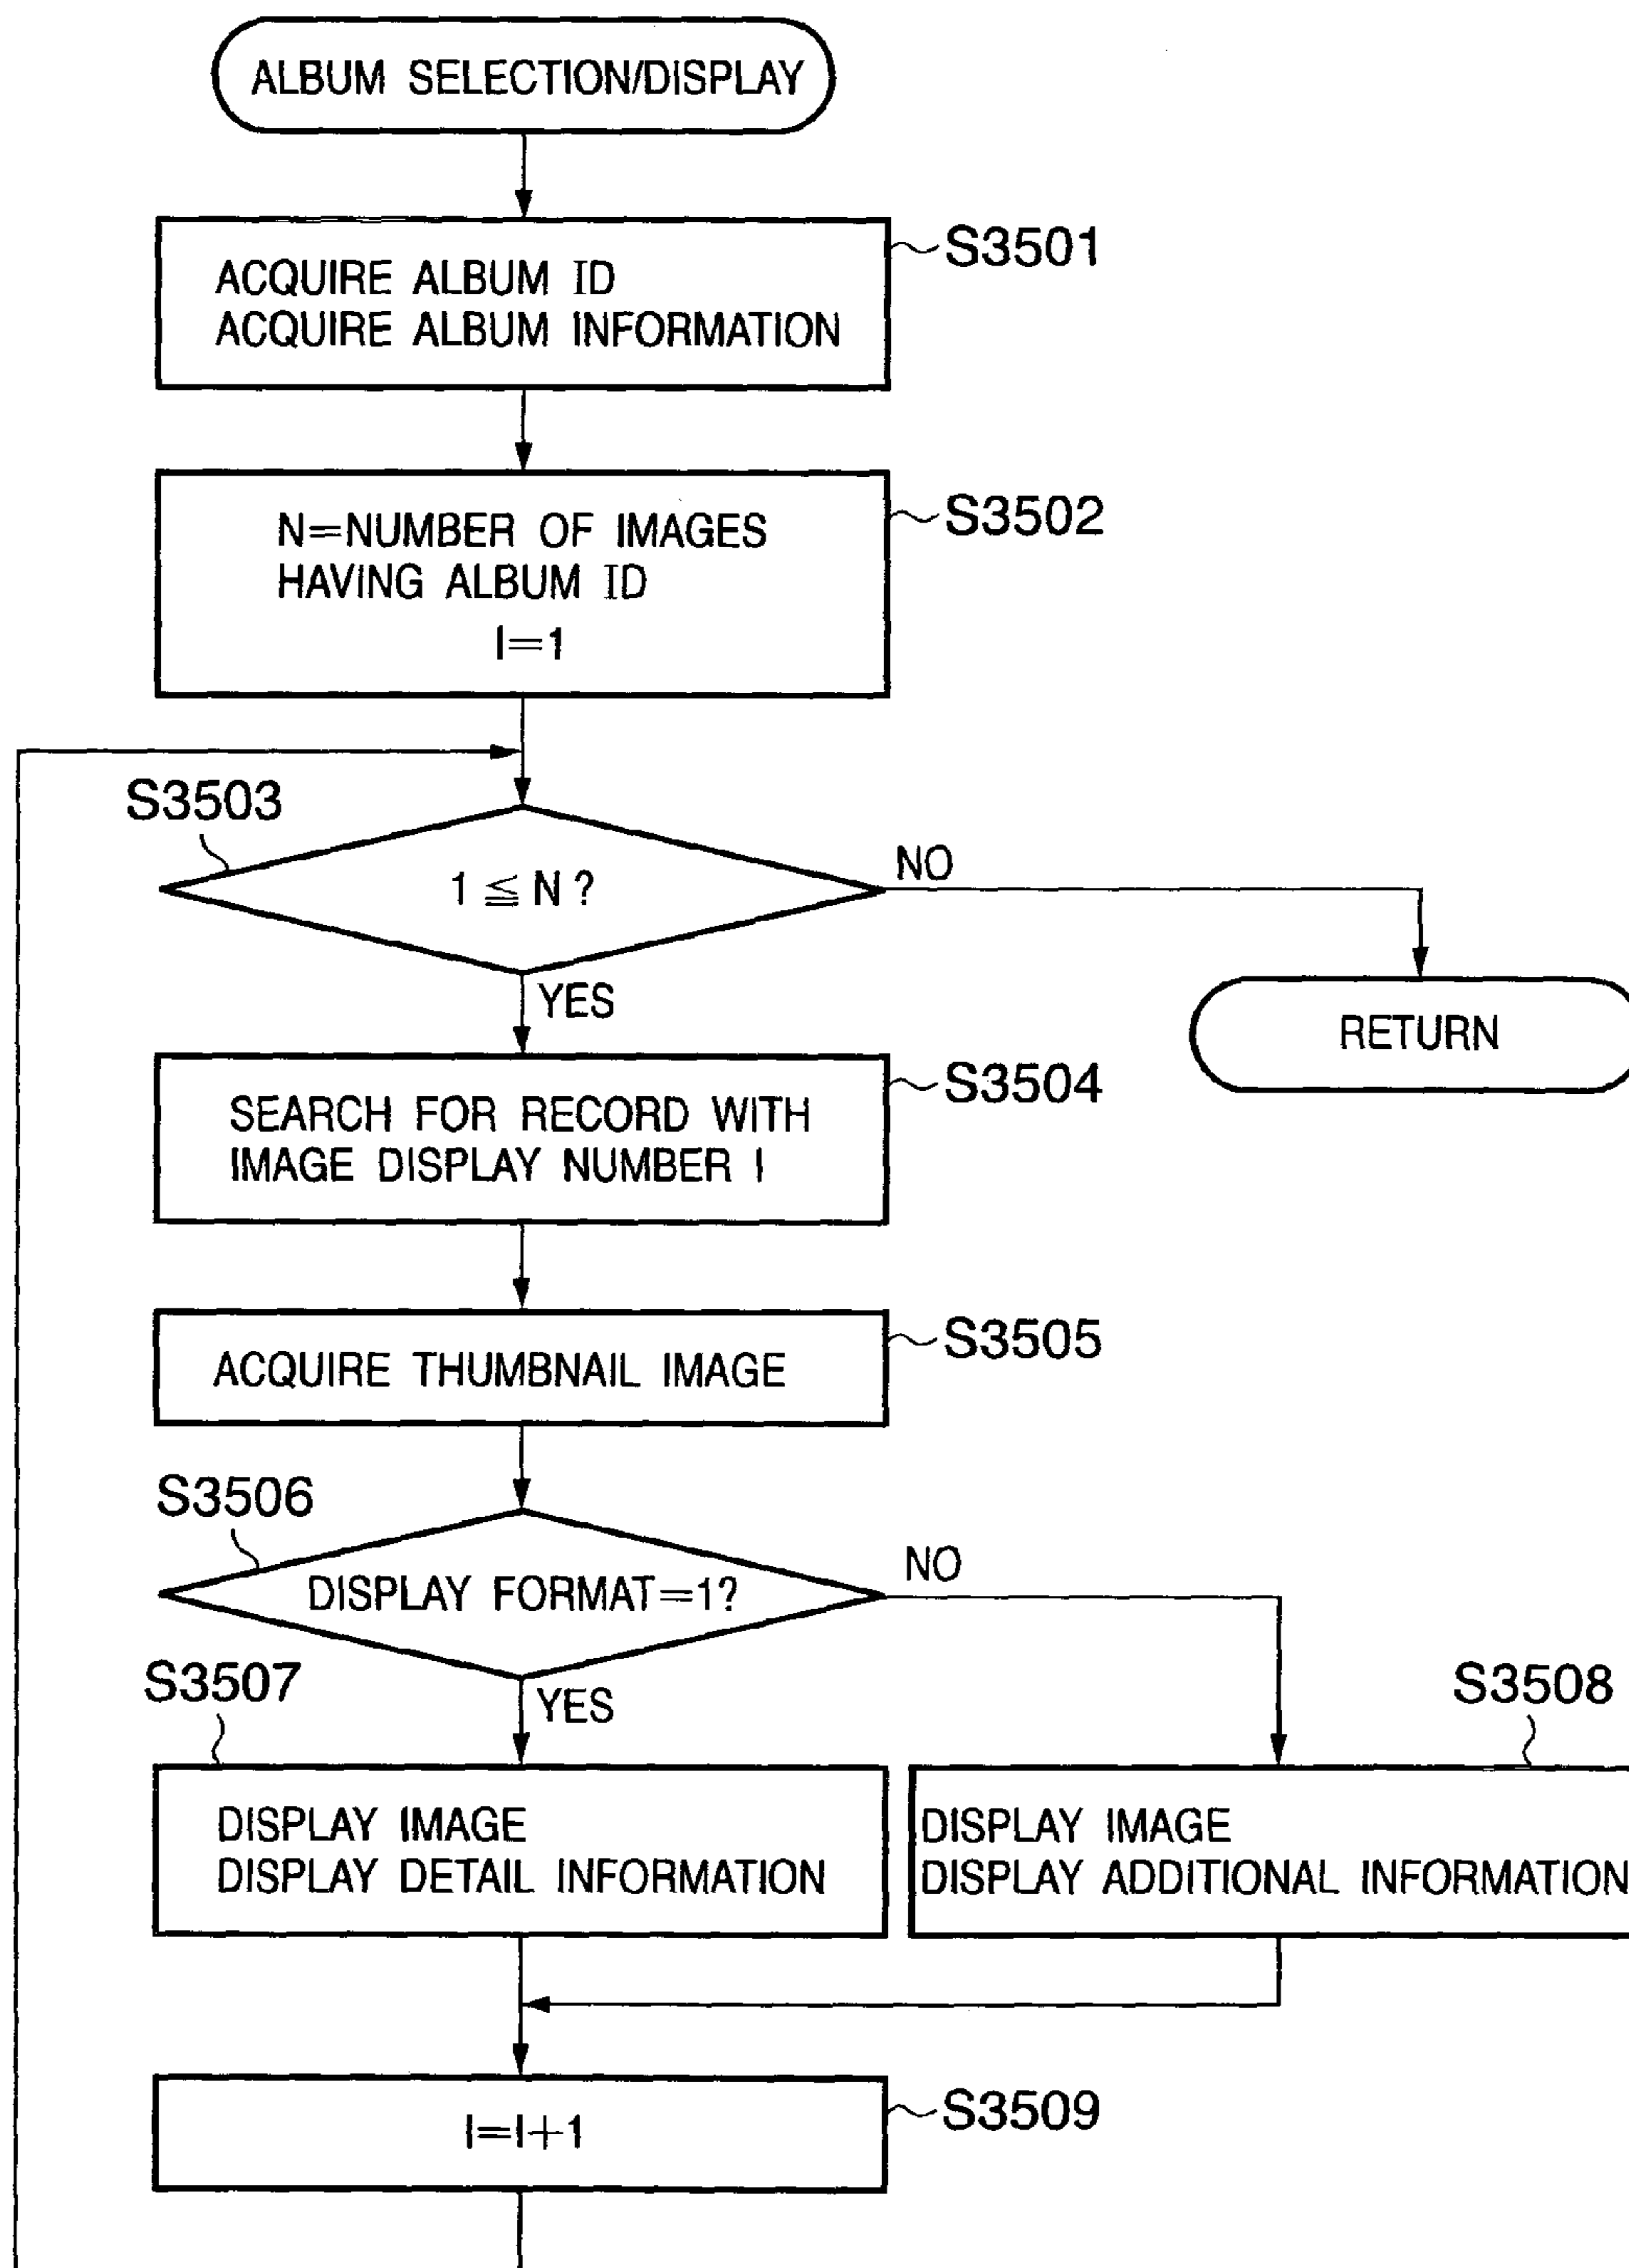 ALBUM SELECTION/DISPLAY
S3501
ACQUIRE ALBUM ID
ACQUIRE ALBUM INFORMATION
S3502
N=NUMBER OF IMAGES
HAVING ALBUM ID
I=1
S3503
1 ≦ N ?
NO
YES
RETURN
S3504
SEARCH FOR RECORD WITH
IMAGE DISPLAY NUMBER I
S3505
ACQUIRE THUMBNAIL IMAGE
S3506
DISPLAY FORMAT=1?
NO
YES
S3507
S3508
DISPLAY IMAGE
DISPLAY DETAIL INFORMATION
DISPLAY IMAGE
DISPLAY ADDITIONAL INFORMATION
S3509
I=I+1